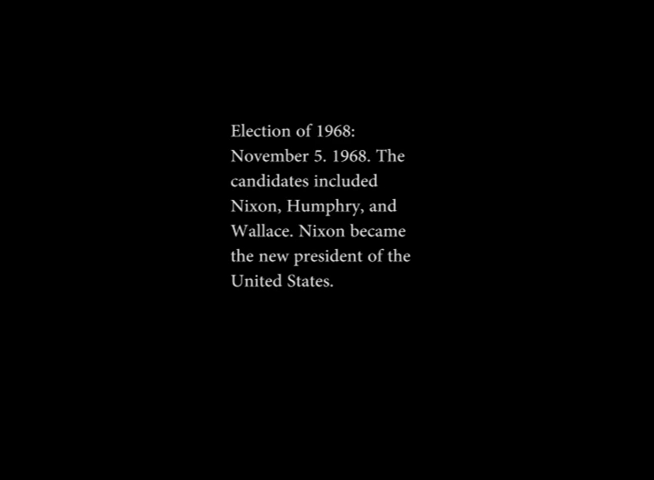 Election of 1968:
November 5. 1968. The
candidates included
Nixon, Humphry, and
Wallace. Nixon became
the new president of the
United States.